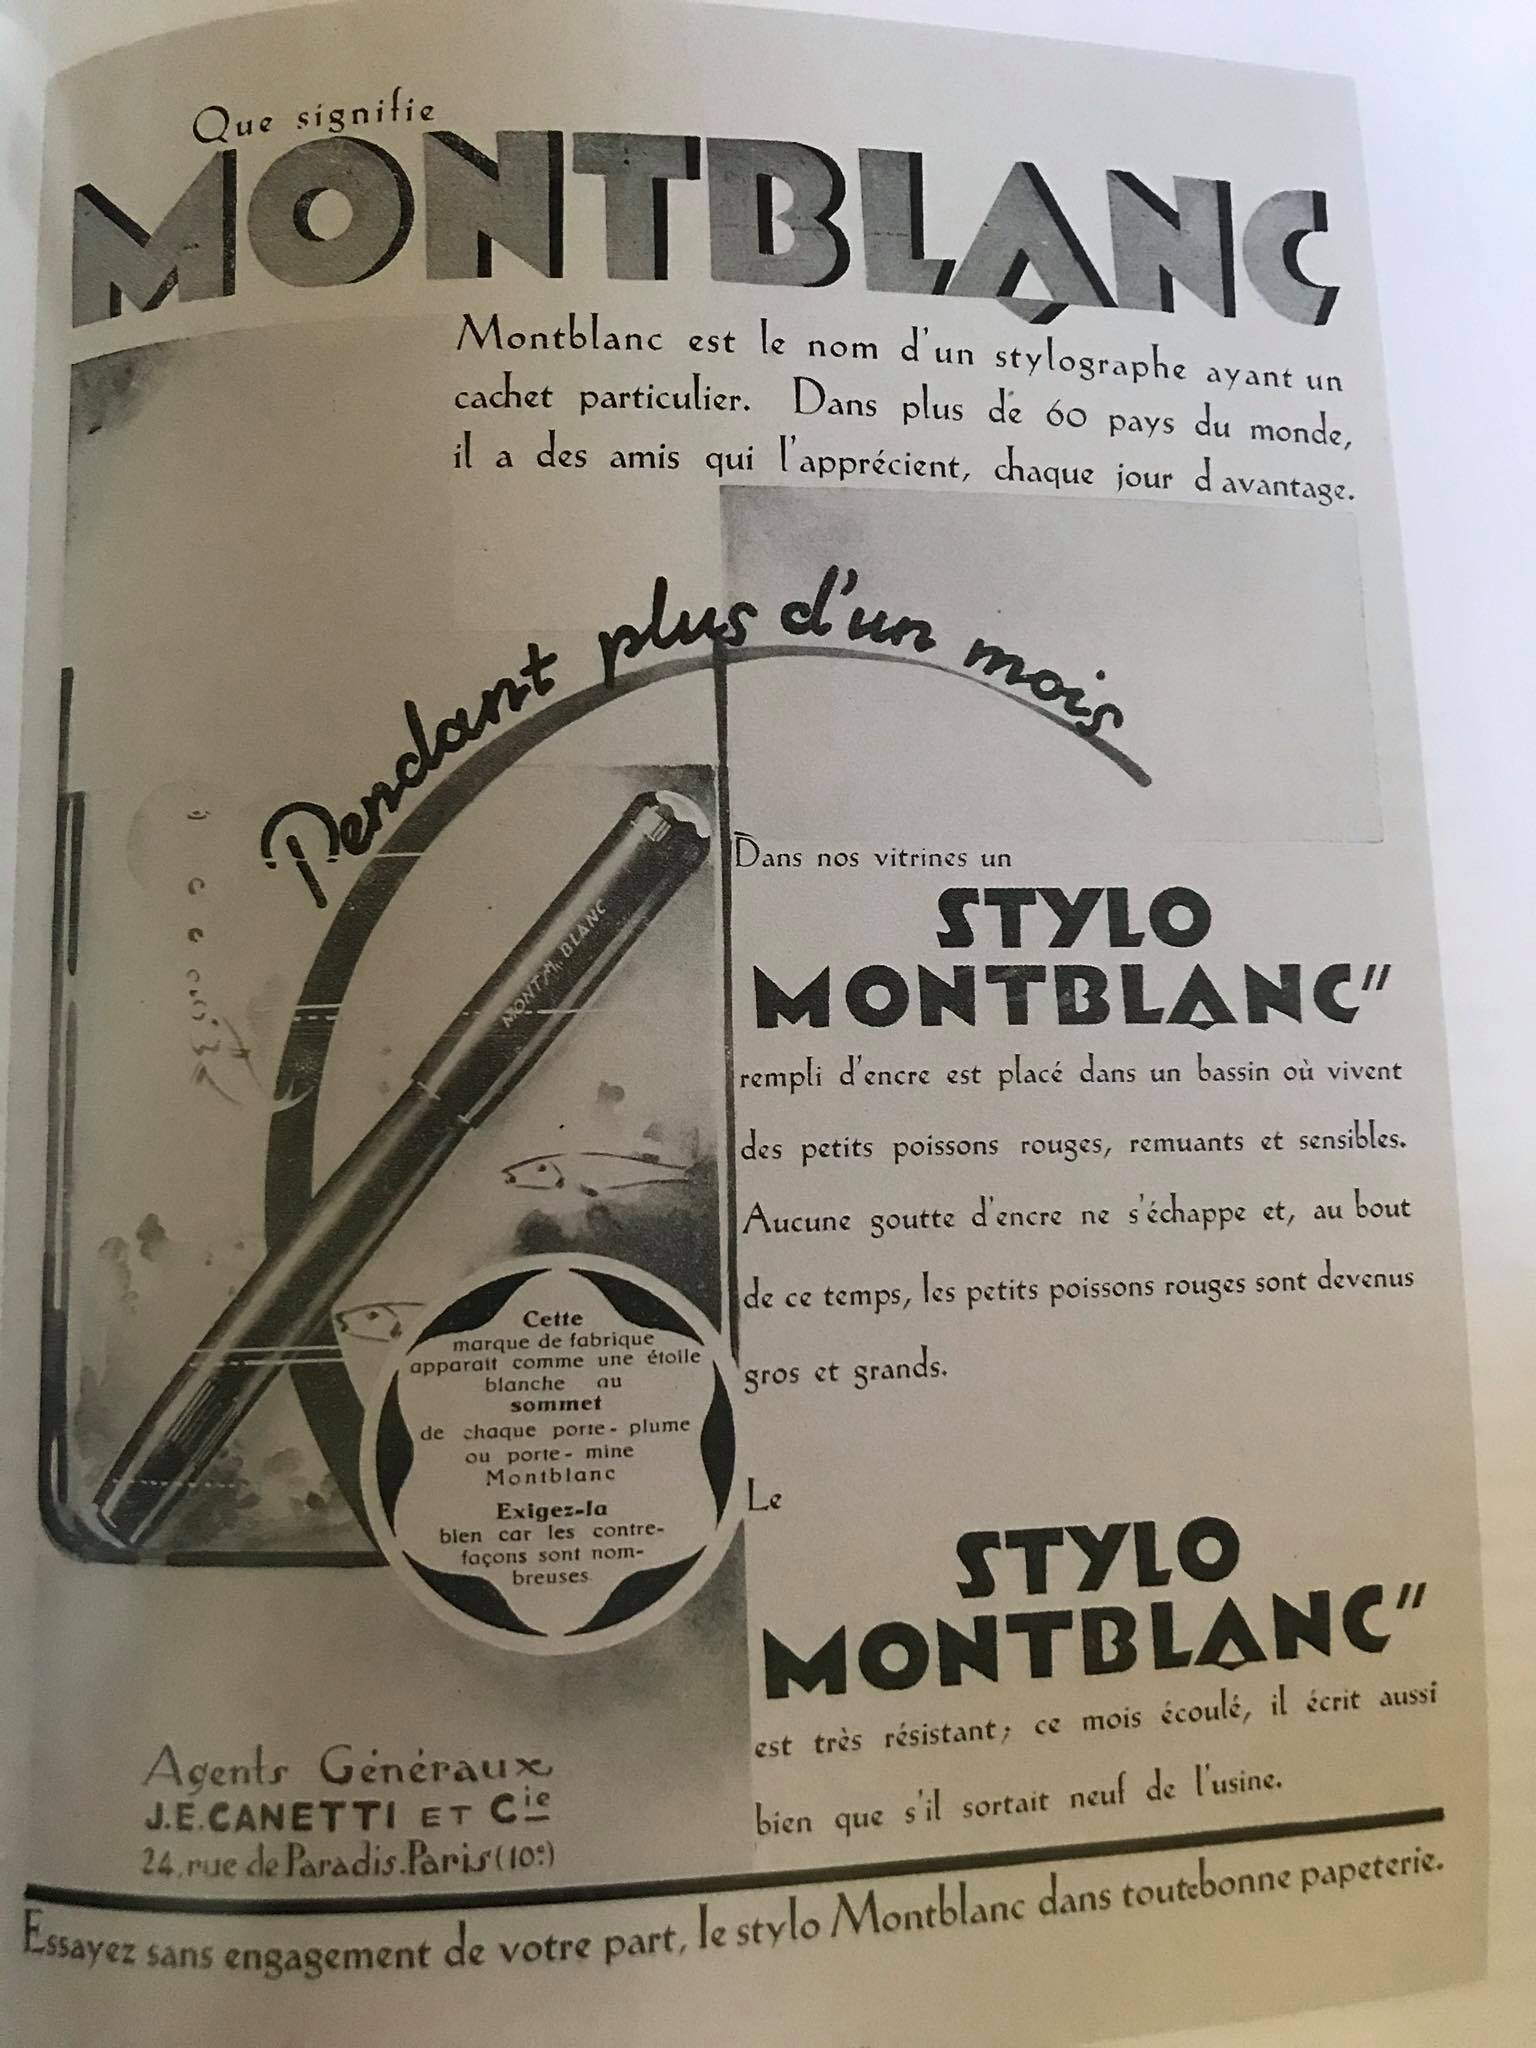 Que signifie
MONTBLANC
Montblanc est le nom d'un stylographe ayant un
cachet particulier. Dans plus de 60 pays du monde,
il a des amis qui l'apprécient, chaque jour davantage.
Pendant plus d'un mois
MONT BLANC
Dans nos vitrines un
STYLO
MONTBLANC"
rempli d'encre est placé dans un bassin où vivent
des petits poissons rouges, remuants et sensibles.
Aucune goutte d'encre ne s'échappe et, au bout
de ce temps, les petits poissons rouges sont devenus
gros et grands.
Cette
marque de fabrique
apparait comme une étoile
blanche au
sommet
de chaque porte-plume
ou porte-mine
Montblanc
Exigez-la
bien car les contre-
façons sont nom-
breuses.
Le
STYLO
MONTBLANC"
est très résistant; ce mois écoulé, il écrit aussi
bien que s'il sortait neuf de l'usine.
Agents Généraux
J.E.CANETTI ET Cie
24, rue de Paradis. Paris (10e)
Essayez sans engagement de votre part, le stylo Montblanc dans toute bonne papeterie.